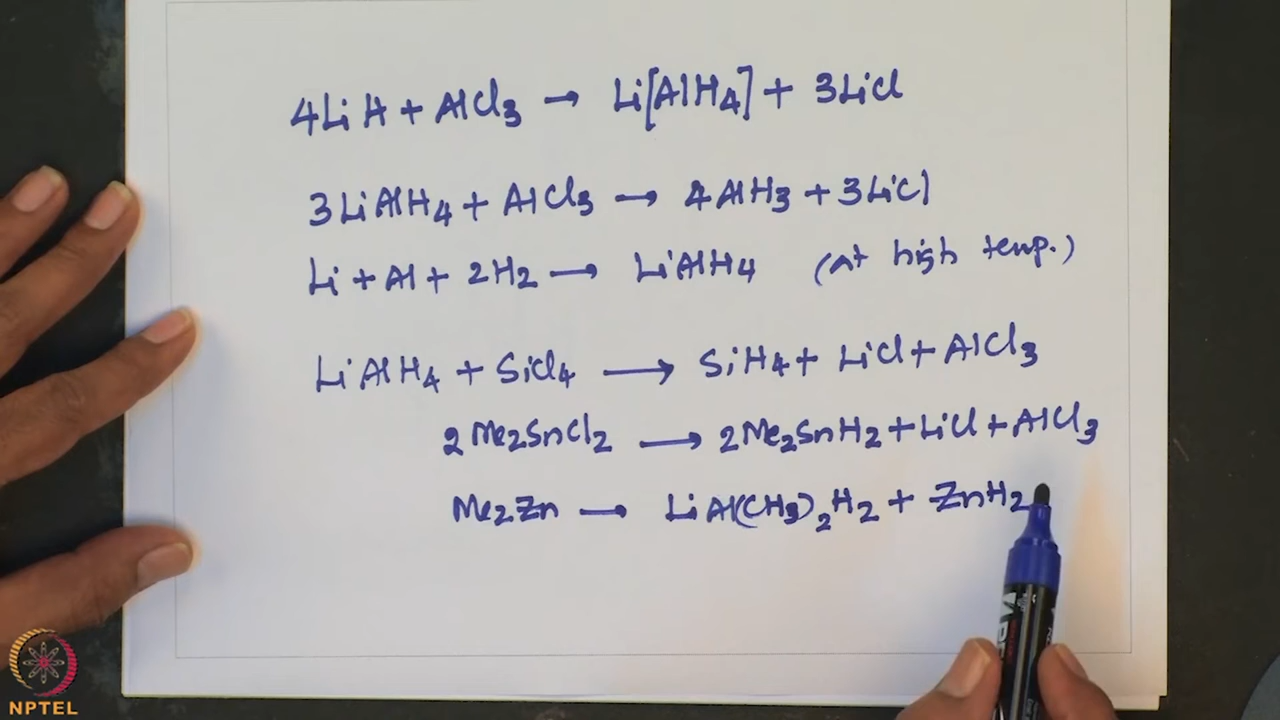 4LiH + AlCl3 → Li[AlH4] + 3LiCl
3LiAlH4 + AlCl3 → 4AlH3 + 3LiCl
Li + Al + 2H2 → LiAlH4 (at high temp.)
LiAlH4 + SiCl4 → SiH4 + LiCl + AlCl3
2Me2SnCl2 → 2Me2SnH2 + LiCl + AlCl3
Me2Zn → LiAl(CH3)2H2 + ZnH2
NPTEL